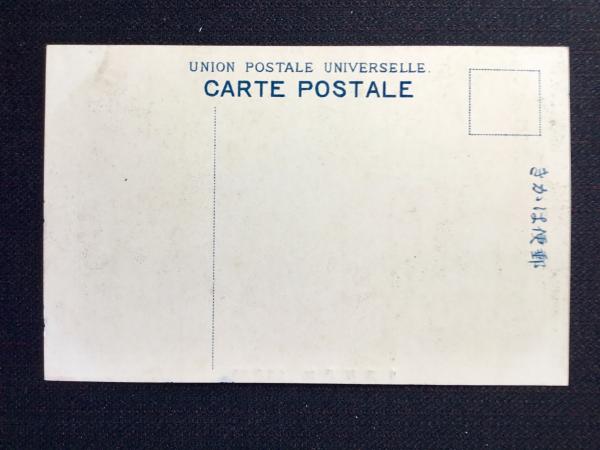 UNION POSTALE UNIVERSELLE.
CARTE POSTALE
きかは便郵